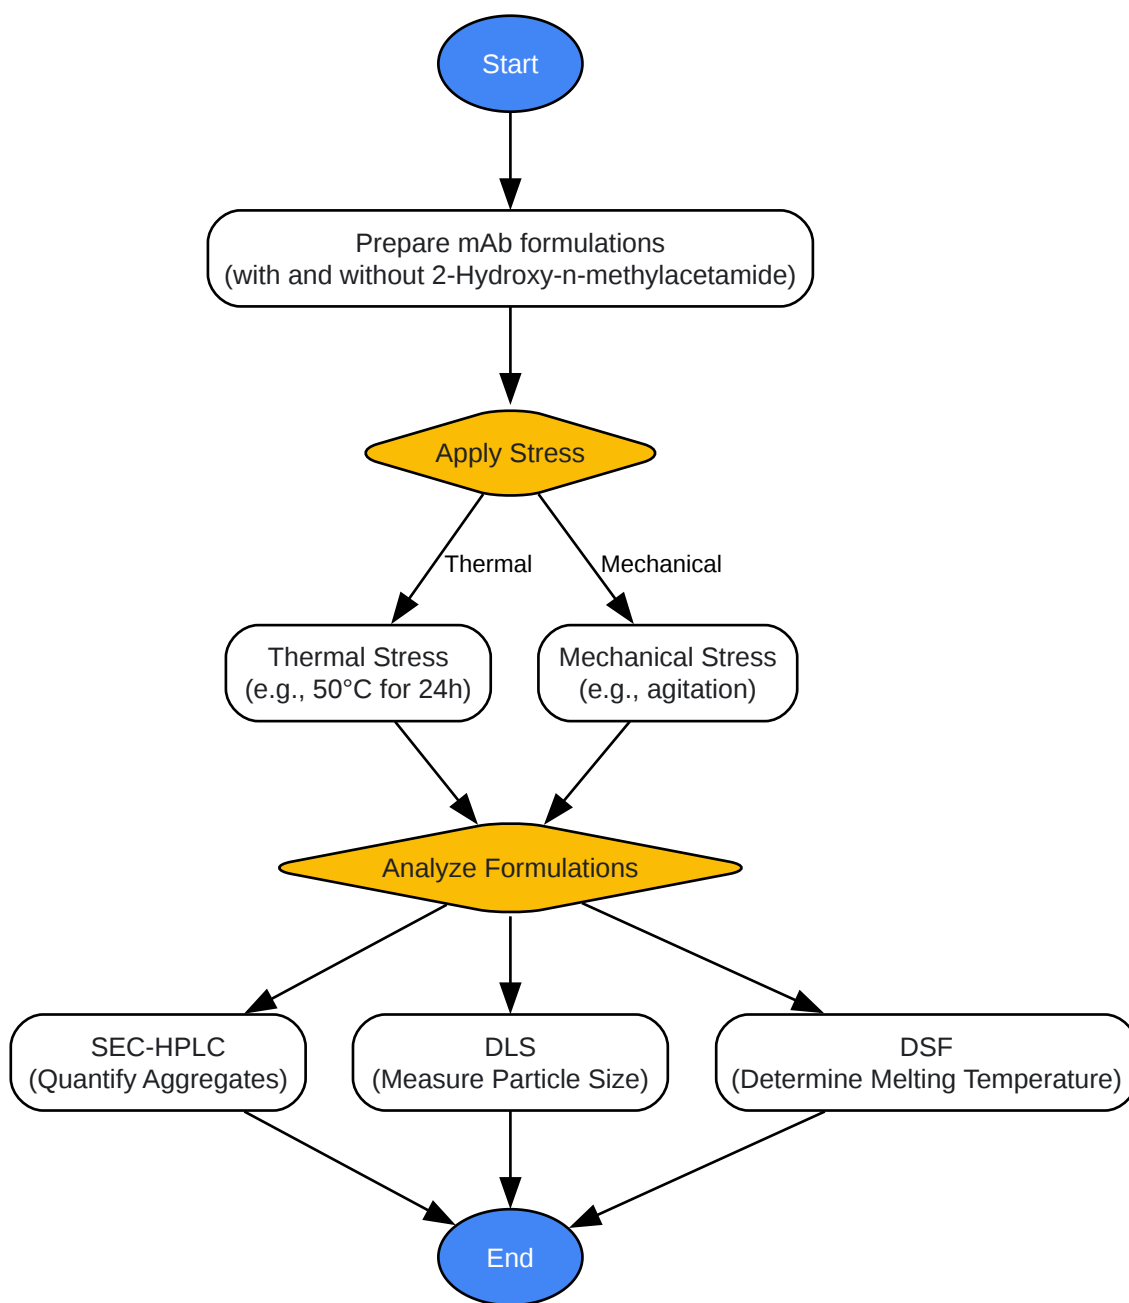 Start
Prepare mAb formulations
(with and without 2-Hydroxy-n-methylacetamide)
Apply Stress
Thermal
Mechanical
Thermal Stress
(e.g., 50°C for 24h)
Mechanical Stress
(e.g., agitation)
Analyze Formulations
SEC-HPLC
(Quantify Aggregates)
DLS
(Measure Particle Size)
DSF
(Determine Melting Temperature)
End